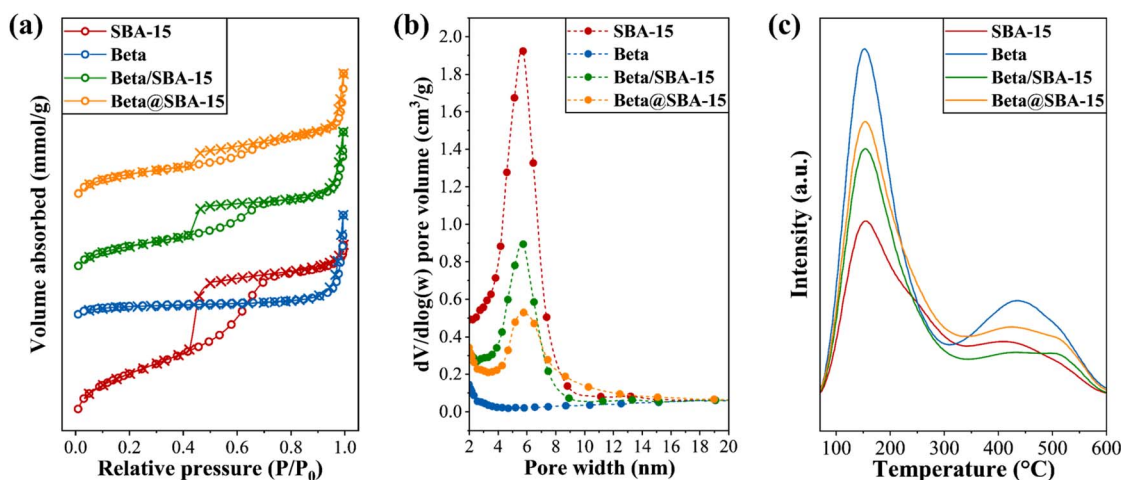 (a)
SBA-15
Beta
Beta/SBA-15
Beta@SBA-15
Volume absorbed (mmol/g)
0.0 0.2 0.4 0.6 0.8 1.0
Relative pressure (P/P0)
(b)
SBA-15
Beta
Beta/SBA-15
Beta@SBA-15
dV/dlog(w) pore volume (cm³/g)
2.0
1.8
1.6
1.4
1.2
1.0
0.8
0.6
0.4
0.2
0.0
2 4 6 8 10 12 14 16 18 20
Pore width (nm)
(c)
SBA-15
Beta
Beta/SBA-15
Beta@SBA-15
Intensity (a.u.)
100 200 300 400 500 600
Temperature (°C)